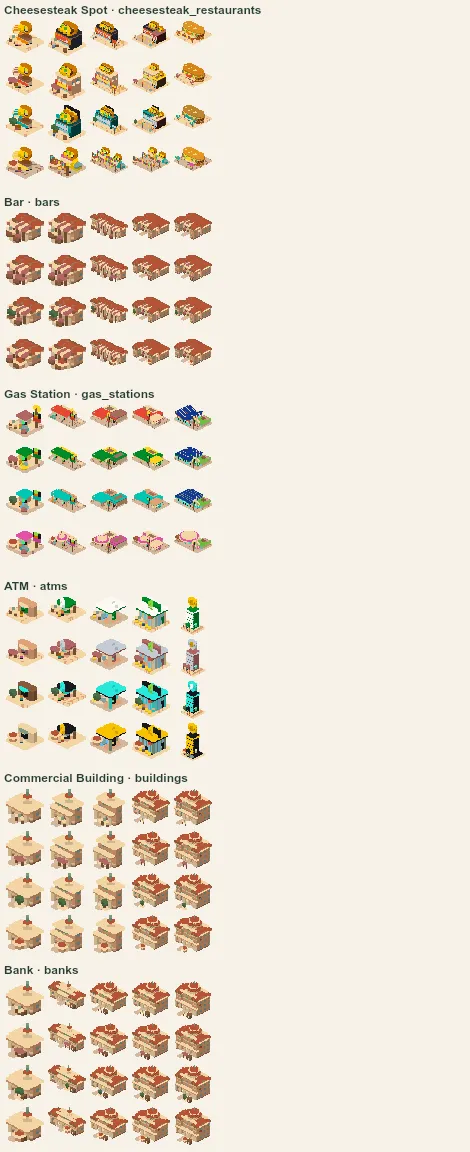 Cheesesteak Spot · cheesesteak_restaurants
Bar · bars
Gas Station · gas_stations
ATM · atms
Commercial Building · buildings
Bank · banks